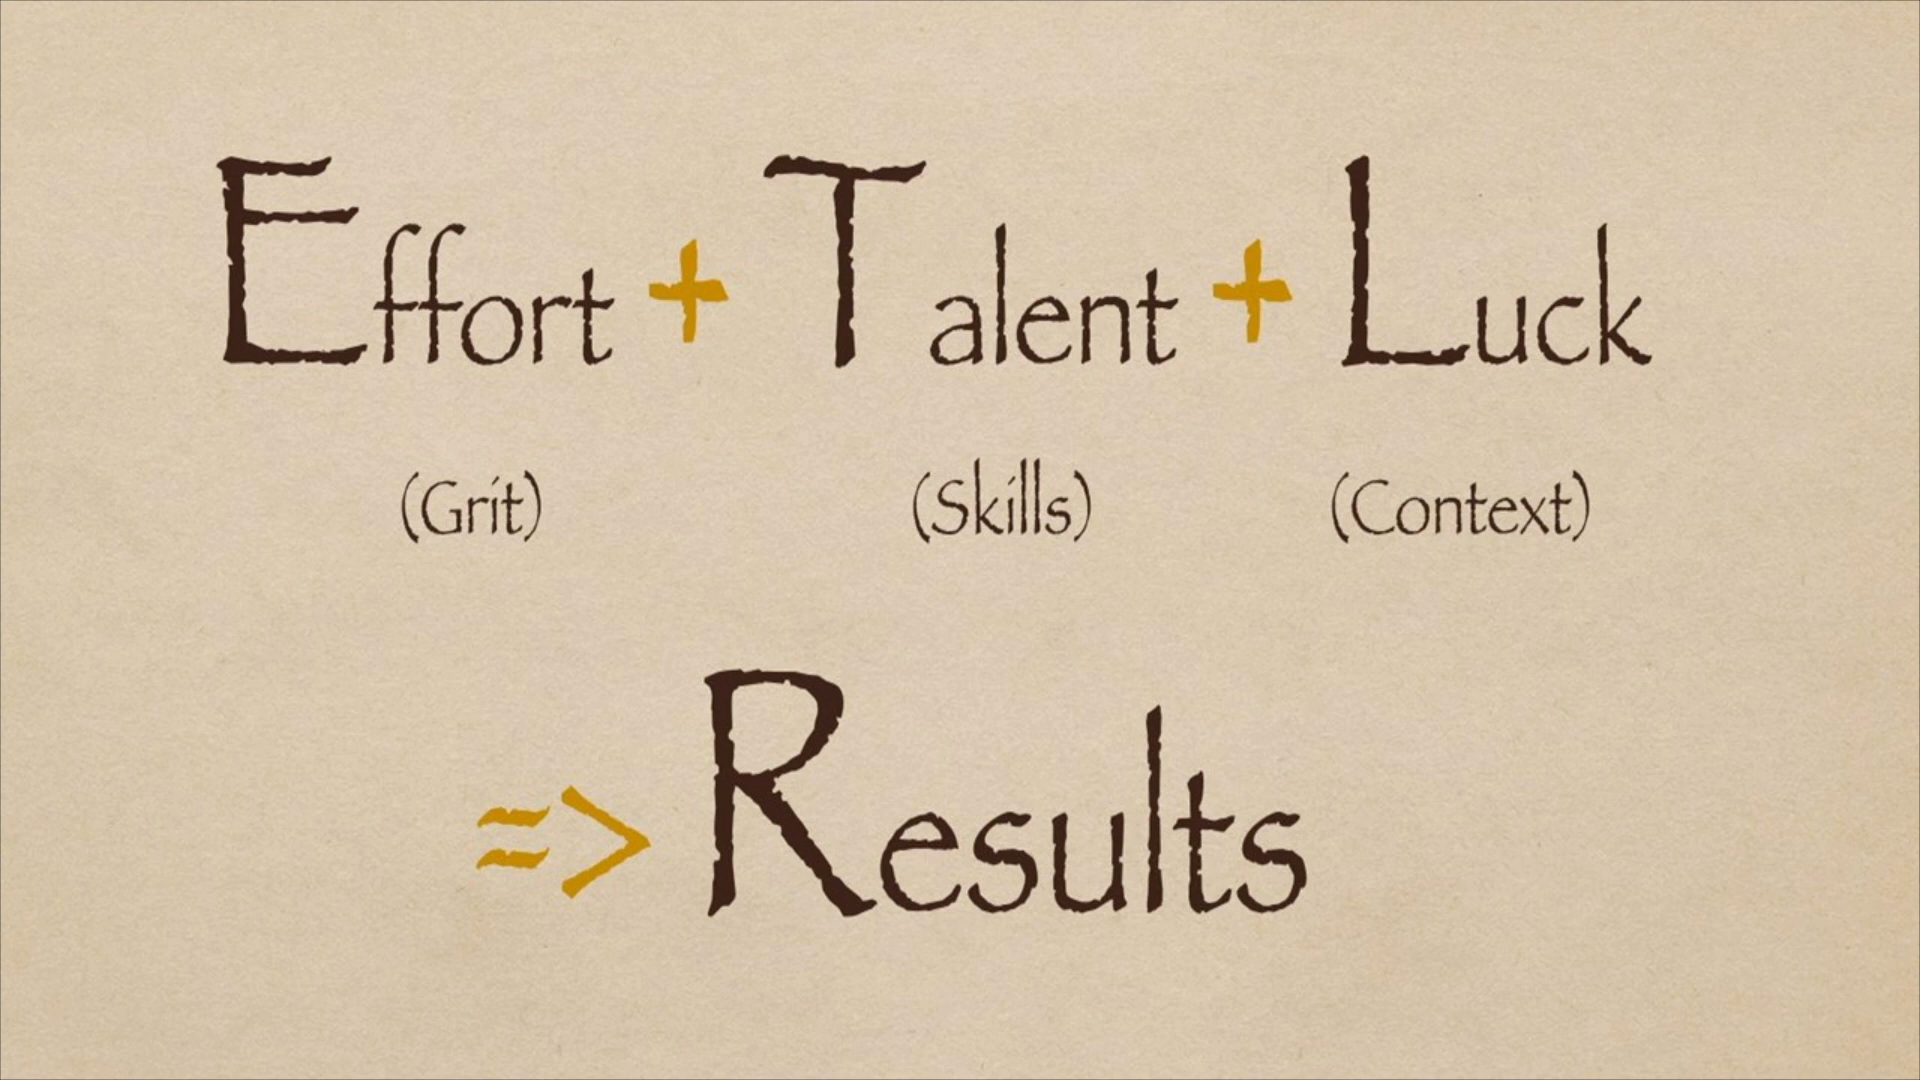 Effort + Talent + Luck
(Grit) (Skills) (Context)
=> Results